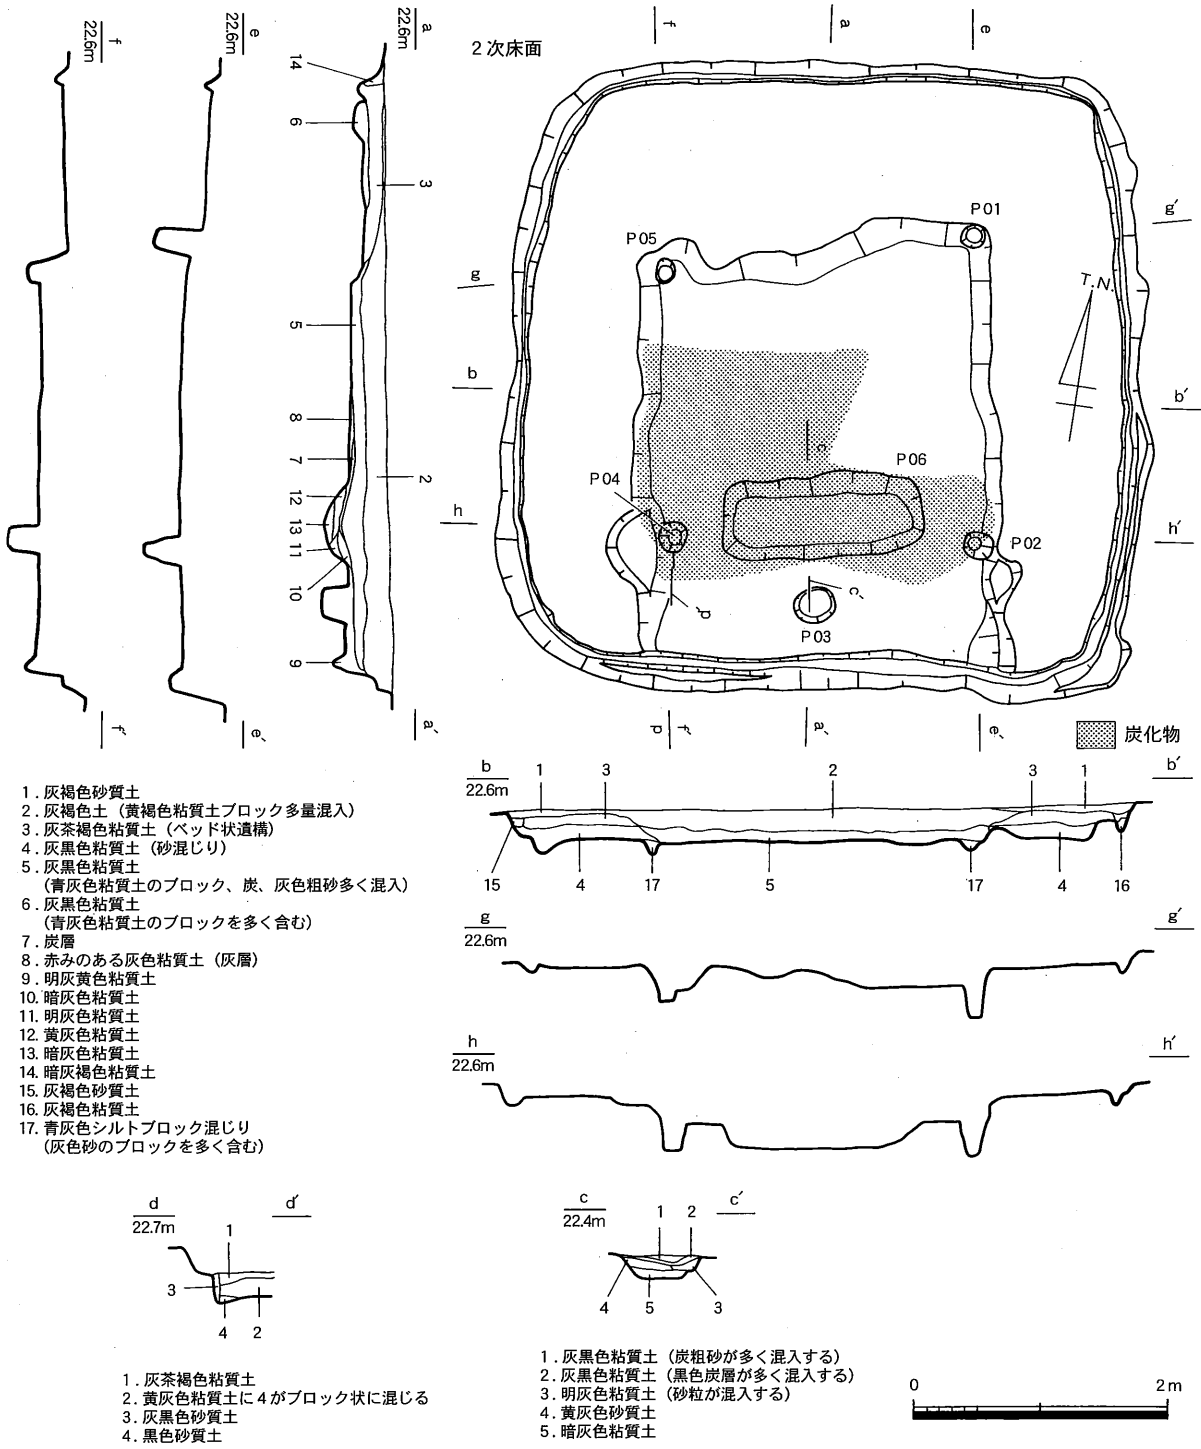 f
22.6m
e
22.6m
a
22.6m
14
6
3
5
8
7
2
12
13
11
10
9
f′
e′
a′
2次床面
f
a
e
P01
P05
g
g′
T.N.
b
b′
c
P04
P06
h
h′
P02
c′
P03
p
f′
a′
e′
炭化物
b
22.6m
b′
1
3
2
3
1
15
4
17
5
17
4
16
g
22.6m
g′
h
22.6m
h′
1. 灰褐色砂質土
2. 灰褐色土（黄褐色粘質土ブロック多量混入）
3. 灰茶褐色粘質土（ベッド状遺構）
4. 灰黒色粘質土（砂混じり）
5. 灰黒色粘質土
(青灰色粘質土のブロック、炭、灰色粗砂多く混入）
6. 灰黒色粘質土
(青灰色粘質土のブロックを多く含む)
7. 炭層
8. 赤みのある灰色粘質土（灰層）
9. 明灰黄色粘質土
10. 暗灰色粘質土
11. 明灰色粘質土
12. 黄灰色粘質土
13. 暗灰色粘質土
14. 暗灰褐色粘質土
15. 灰褐色砂質土
16. 灰褐色粘質土
17. 青灰色シルトブロック混じり
(灰色砂のブロックを多く含む)
d
22.7m
d′
1
3
4
2
1. 灰茶褐色粘質土
2. 黄灰色粘質土に4がブロック状に混じる
3. 灰黒色砂質土
4. 黒色砂質土
c
22.4m
c′
1
2
4
5
3
1. 灰黒色粘質土（炭粗砂が多く混入する）
2. 灰黒色粘質土（黒色炭層が多く混入する）
3. 明灰色粘質土（砂粒が混入する）
4. 黄灰色砂質土
5. 暗灰色粘質土
0
2m